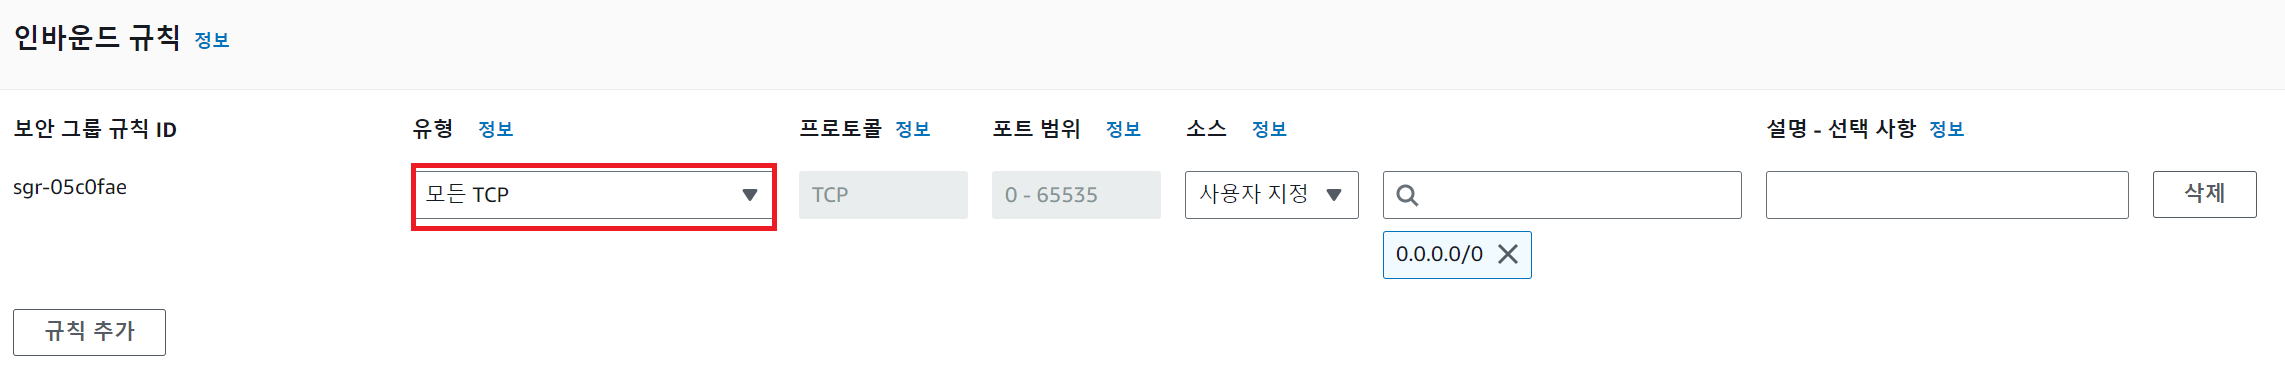 인바운드 규칙 정보
보안 그룹 규칙 ID 유형 정보 프로토콜 정보 포트 범위 정보 소스 정보 설명 - 선택 사항 정보
sgr-05c0fae 모든 TCP TCP 0 - 65535 사용자 지정 삭제
0.0.0.0/0
규칙 추가